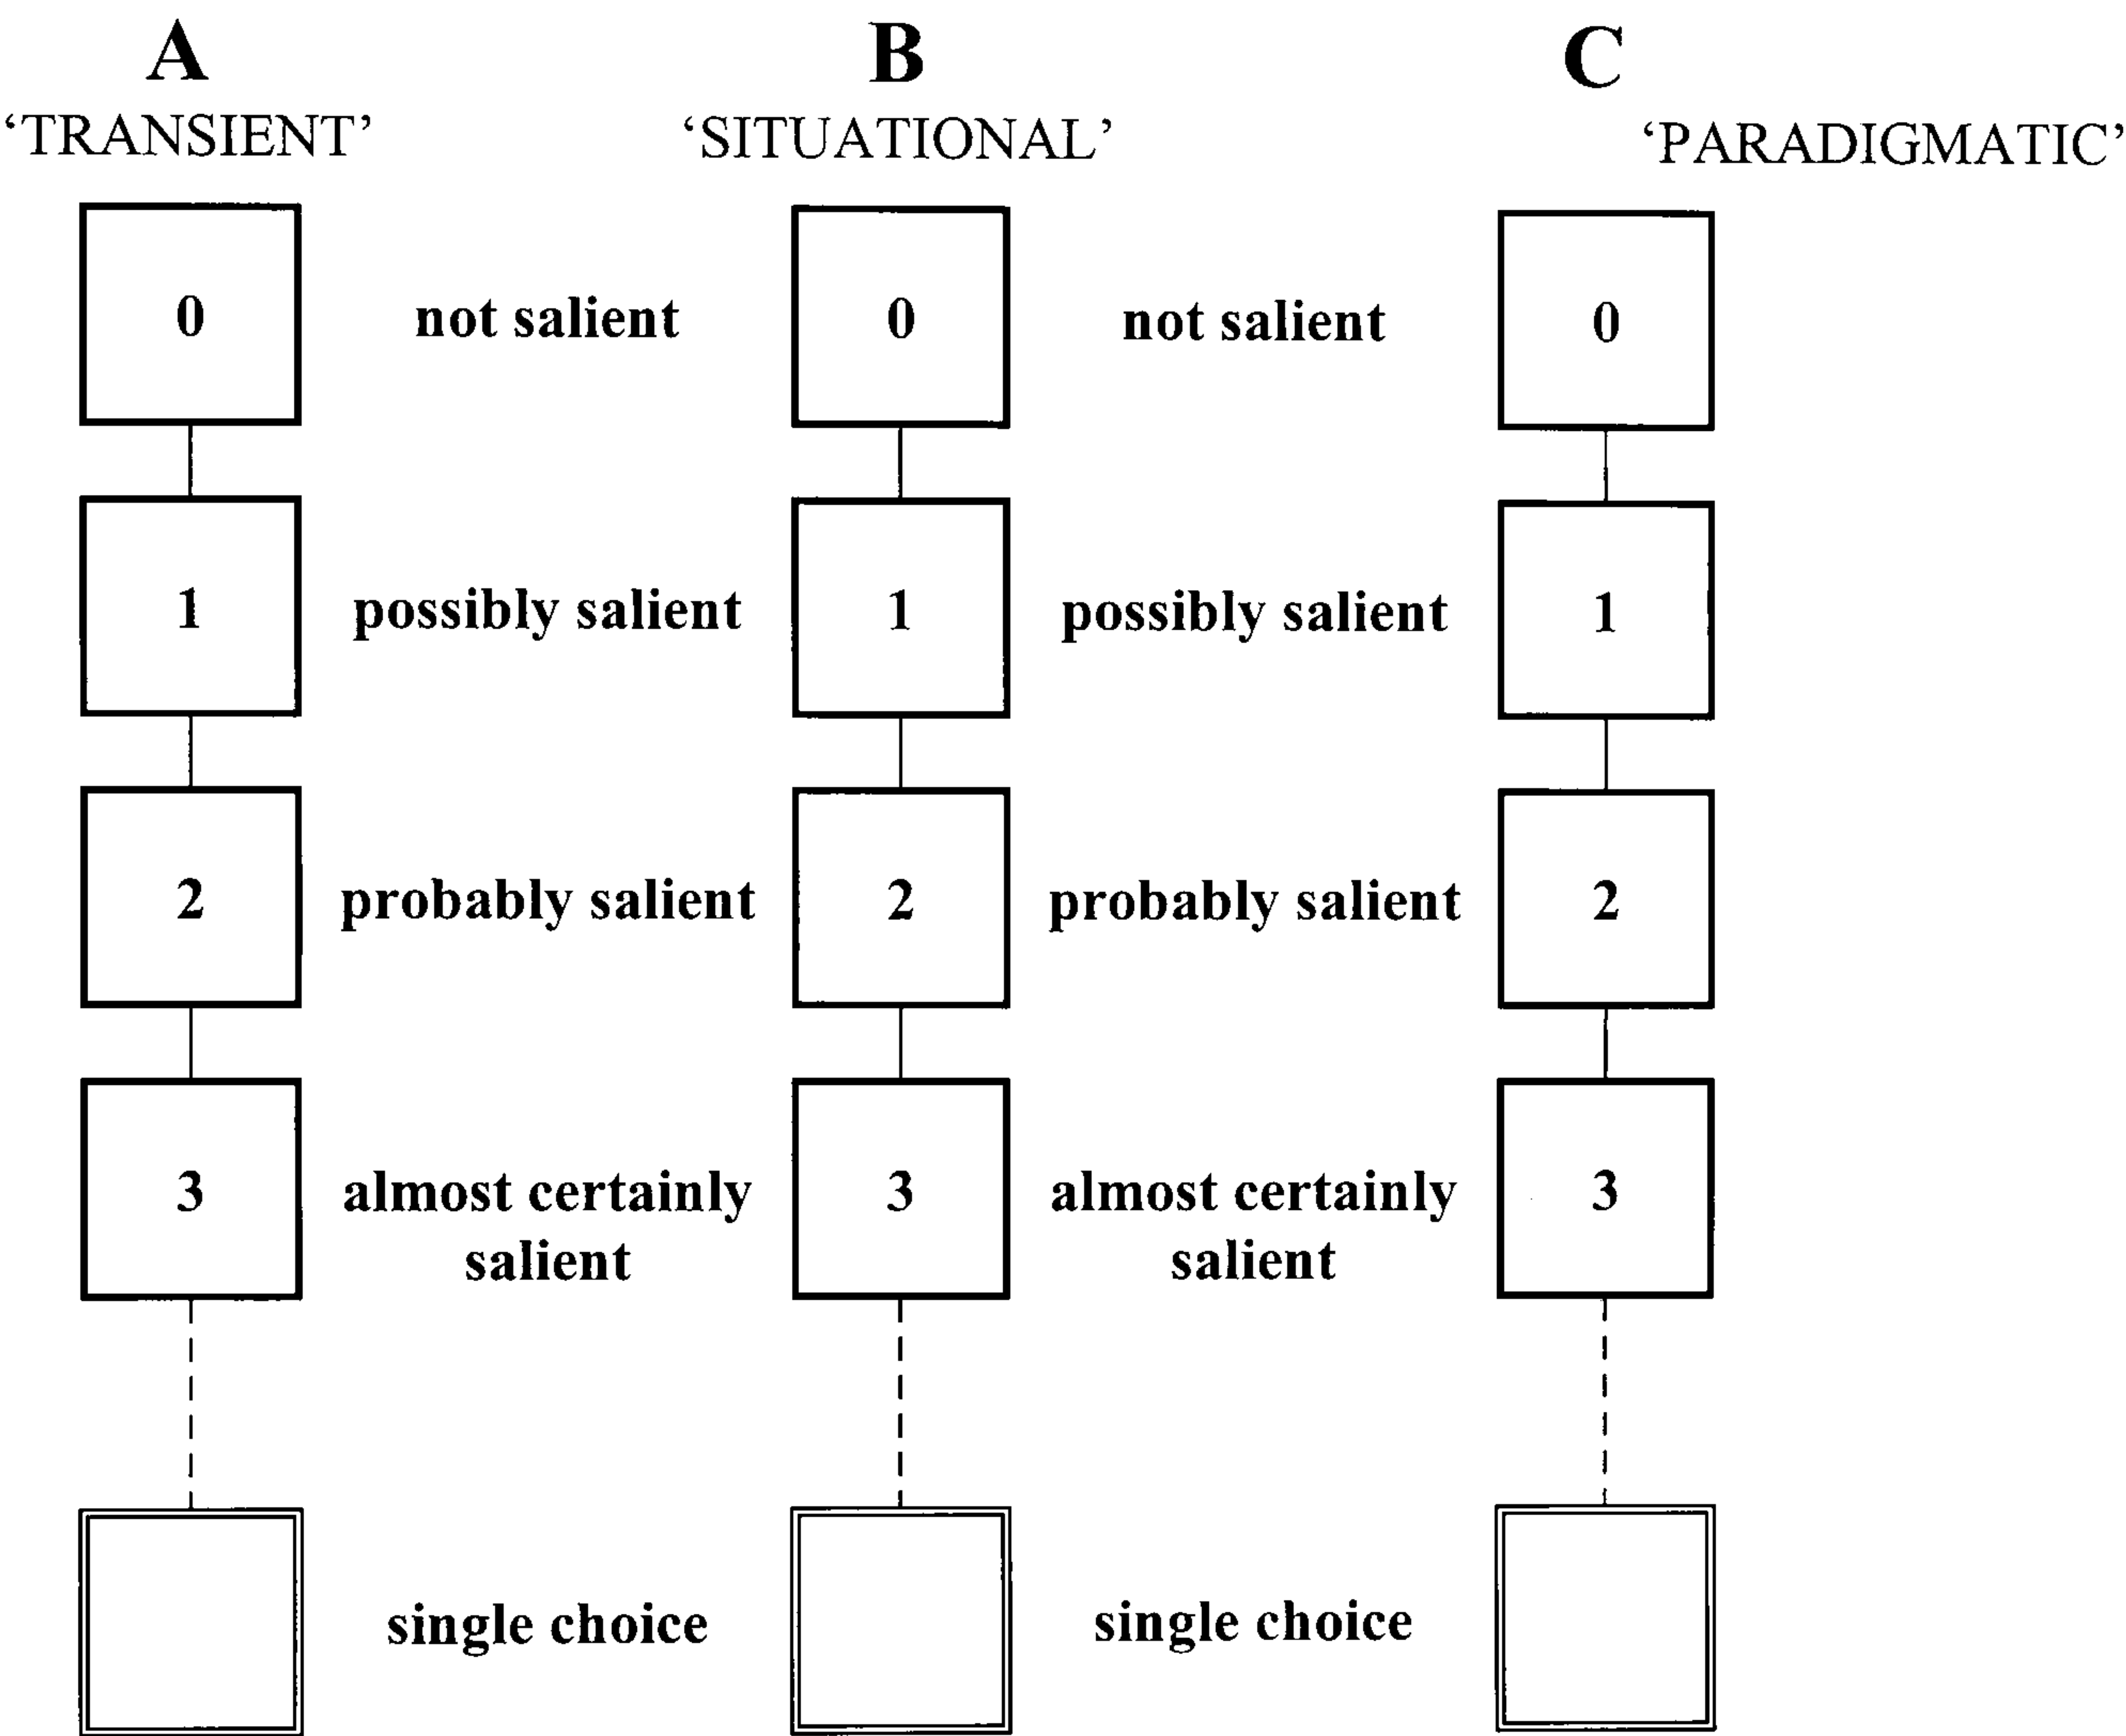 A B C
‘TRANSIENT’ ‘SITUATIONAL’ ‘PARADIGMATIC’
0 not salient 0 not salient 0
1 possibly salient 1 possibly salient 1
2 probably salient 2 probably salient 2
3 almost certainly 3 almost certainly 3
salient salient
single choice single choice